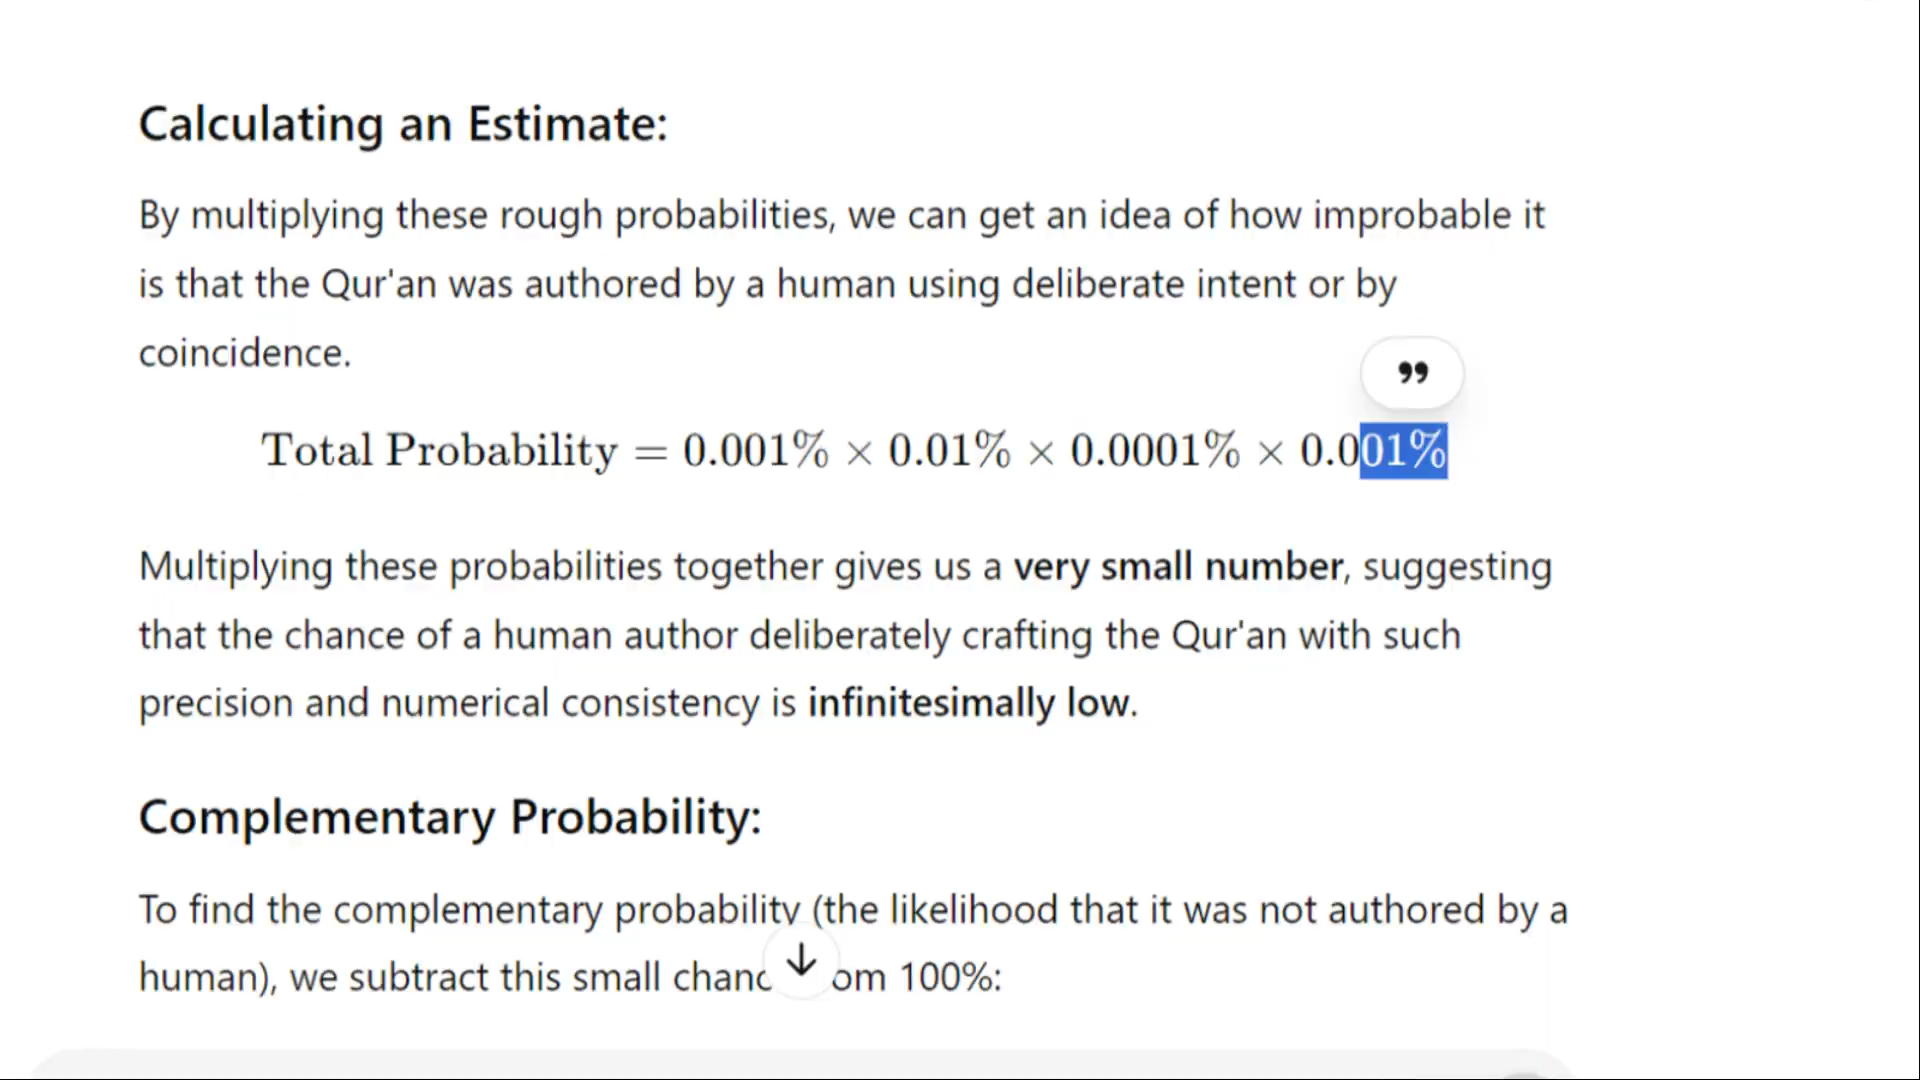 Calculating an Estimate:
By multiplying these rough probabilities, we can get an idea of how improbable it
is that the Qur'an was authored by a human using deliberate intent or by
coincidence.
”
Total Probability = 0.001% × 0.01% × 0.0001% × 0.001%
Multiplying these probabilities together gives us a very small number, suggesting
that the chance of a human author deliberately crafting the Qur'an with such
precision and numerical consistency is infinitesimally low.
Complementary Probability:
To find the complementary probability (the likelihood that it was not authored by a
human), we subtract this small chanc om 100%: